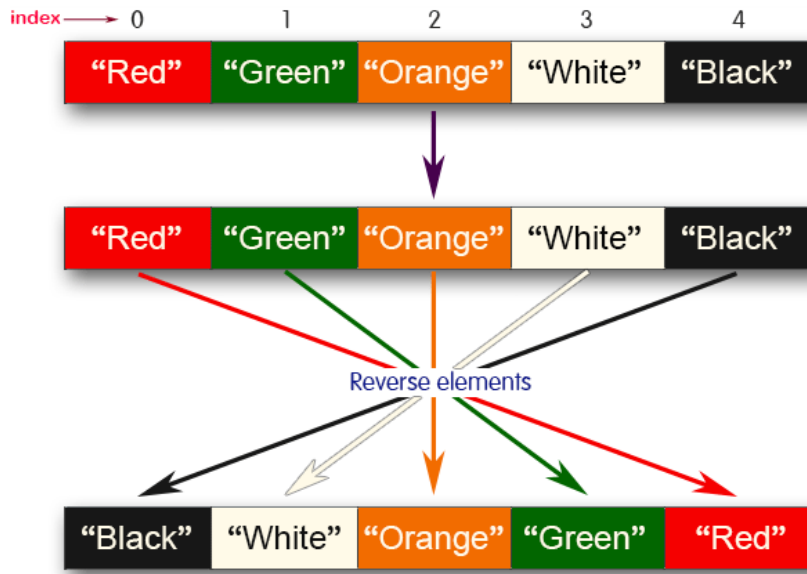 index 0 1 2 3 4
“Red” “Green” “Orange” “White” “Black”
“Red” “Green” “Orange” “White” “Black”
Reverse elements
“Black” “White” “Orange” “Green” “Red”